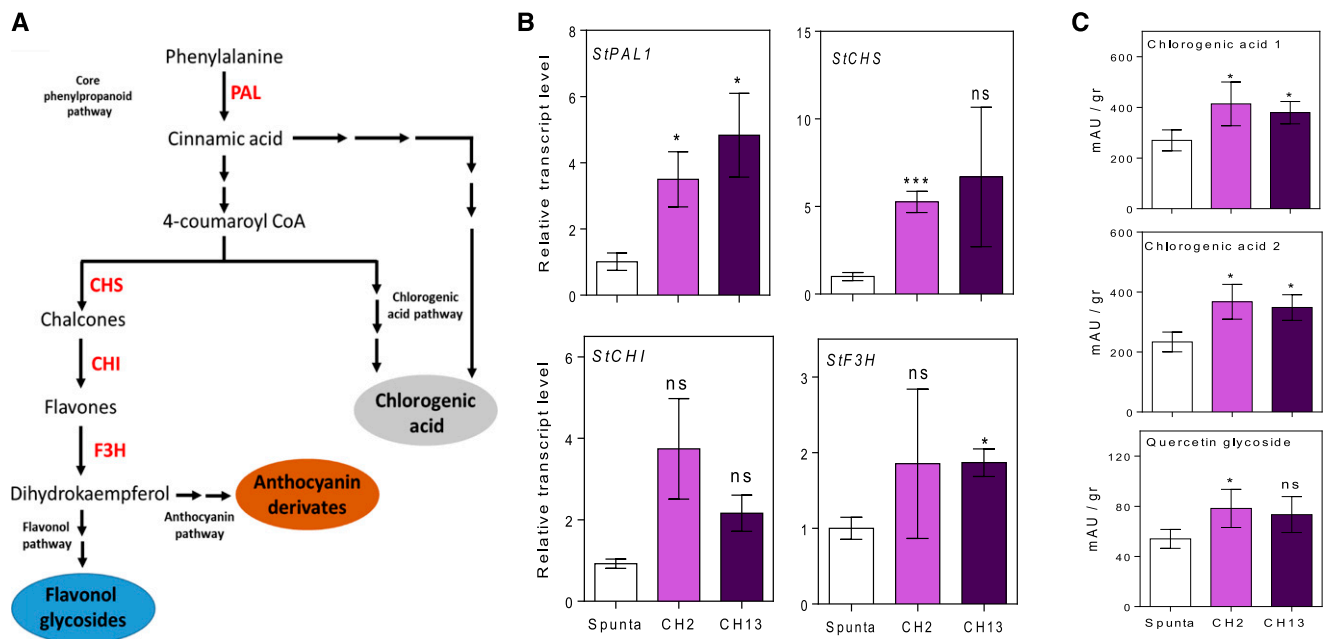 A
Phenylalanine
Core
phenylpropanoid
pathway
PAL
Cinnamic acid
4-coumaroyl CoA
CHS
Chalcones
Chlorogenic
acid pathway
CHI
Flavones
Chlorogenic
acid
F3H
Dihydrokaempferol
Anthocyanin
derivates
Flavonol
pathway
Anthocyanin
pathway
Flavonol
glycosides
B
StPAL1
Relative transcript level
8
6
4
2
0
*
*
StCHS
15
10
5
0
***
ns
StCHI
Relative transcript level
6
4
2
0
ns
ns
Spunta CH2 CH13
StF3H
3
2
1
0
ns
*
Spunta CH2 CH13
C
Chlorogenic acid 1
mAU / gr
600
400
200
0
*
*
Chlorogenic acid 2
mAU / gr
600
400
200
0
*
*
Quercetin glycoside
mAU / gr
120
80
40
0
*
ns
Spunta CH2 CH13